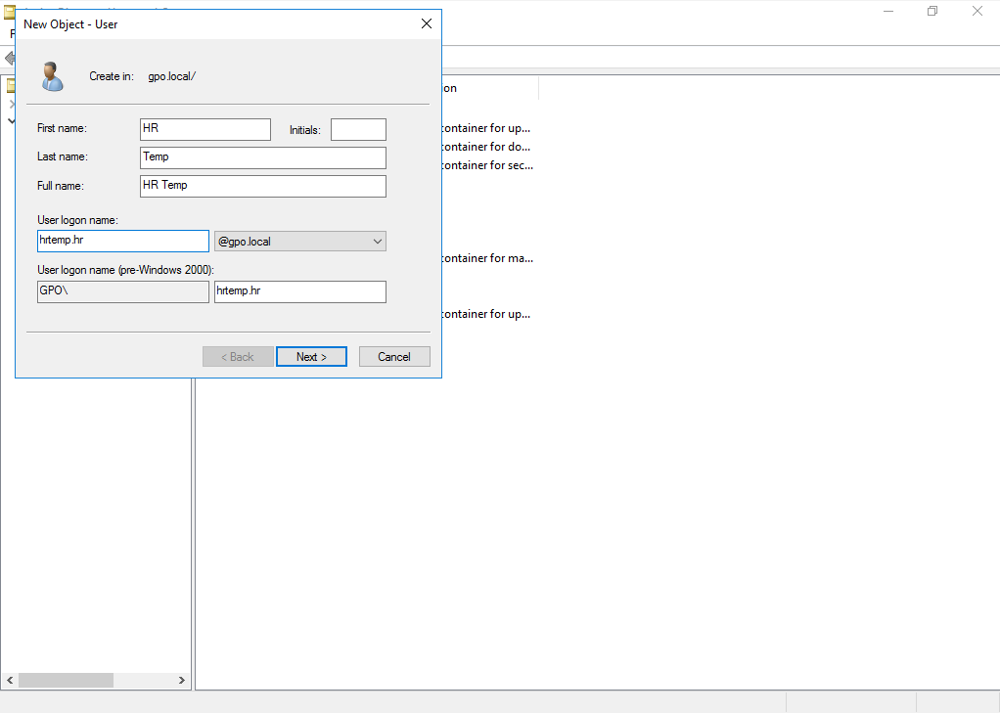 New Object - User
Create in: gpo.local/
First name: HR Initials:
Last name: Temp
Full name: HR Temp
User logon name:
hrtemp.hr @gpo.local
User logon name (pre-Windows 2000):
GPO\ hrtemp.hr
< Back Next > Cancel
container for up...
container for do...
container for sec...
container for ma...
container for up...